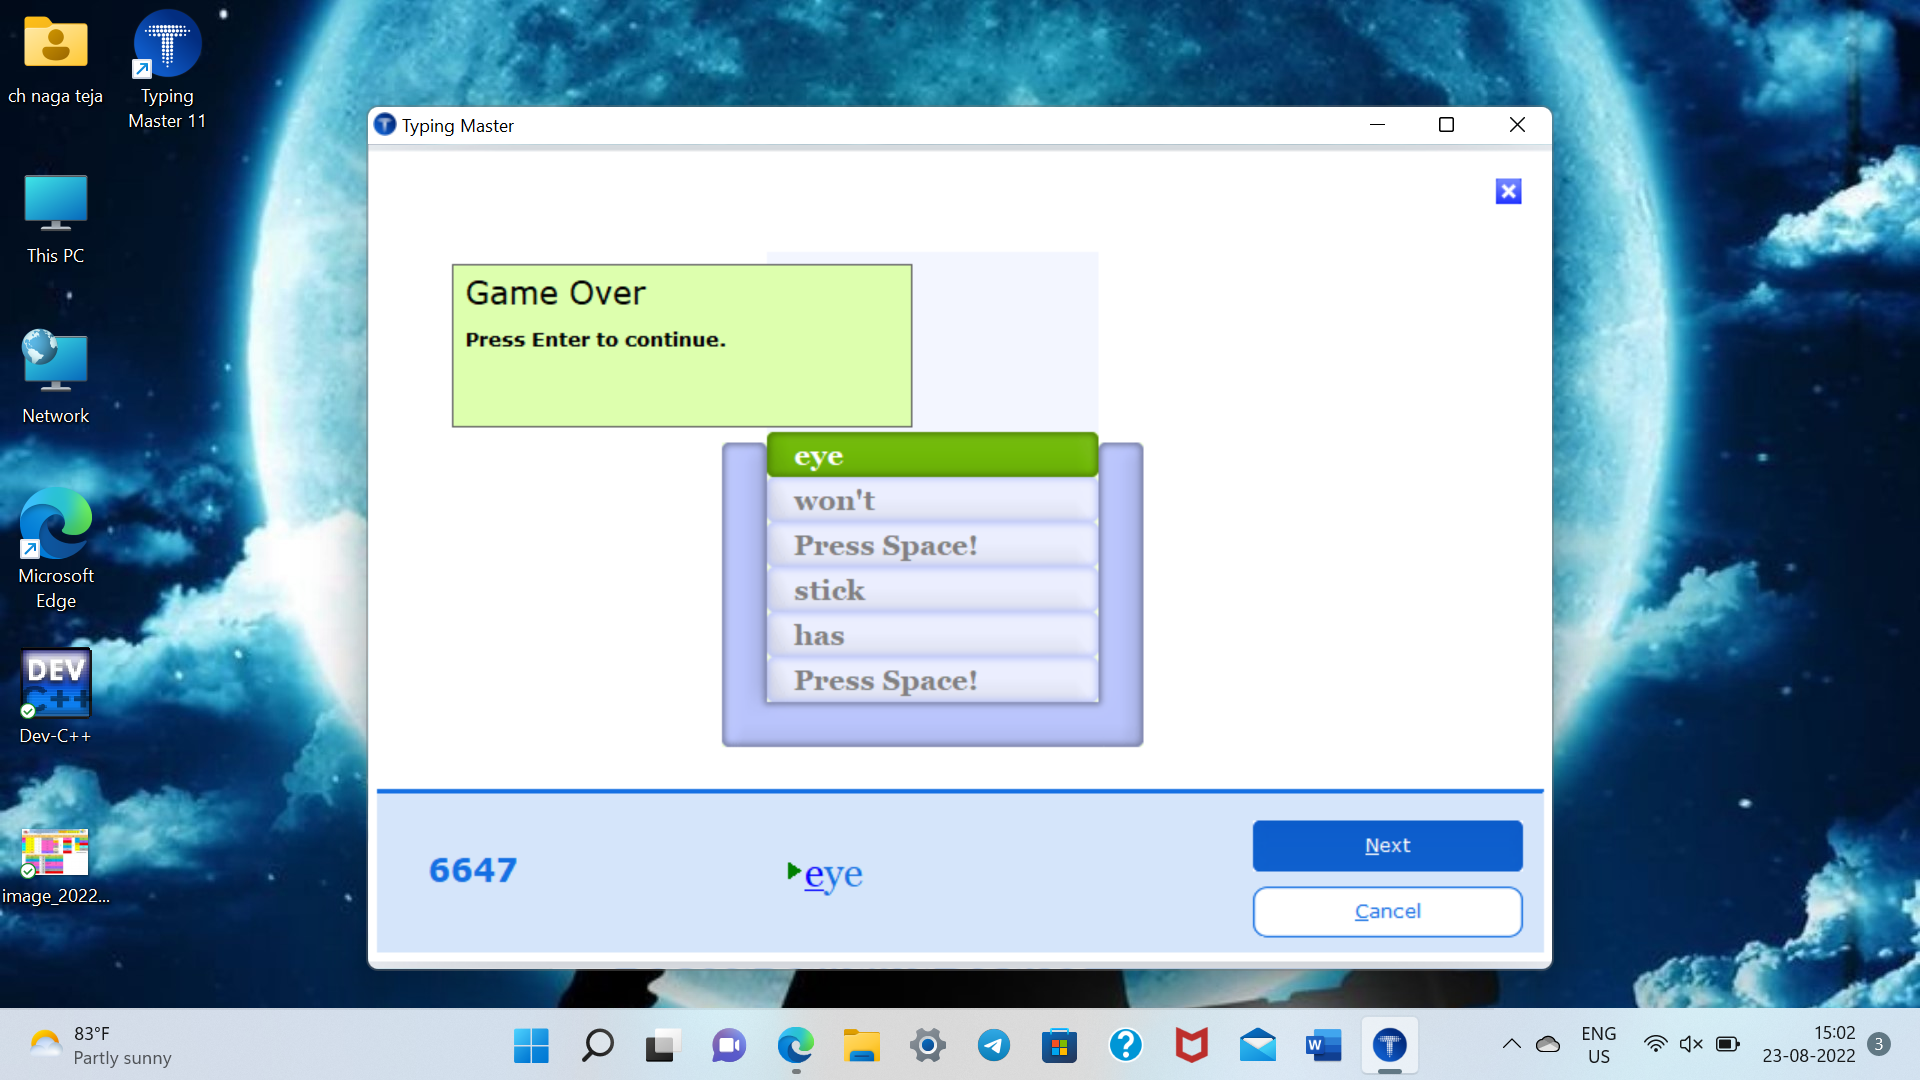 ch naga teja
Typing
Master 11
This PC
Network
Microsoft
Edge
DEV
C++
Dev-C++
image_2022...
Typing Master
Game Over
Press Enter to continue.
eye
won't
Press Space!
stick
has
Press Space!
6647
eye
Next
Cancel
83°F
Partly sunny
W
ENG
US
15:02
23-08-2022
3